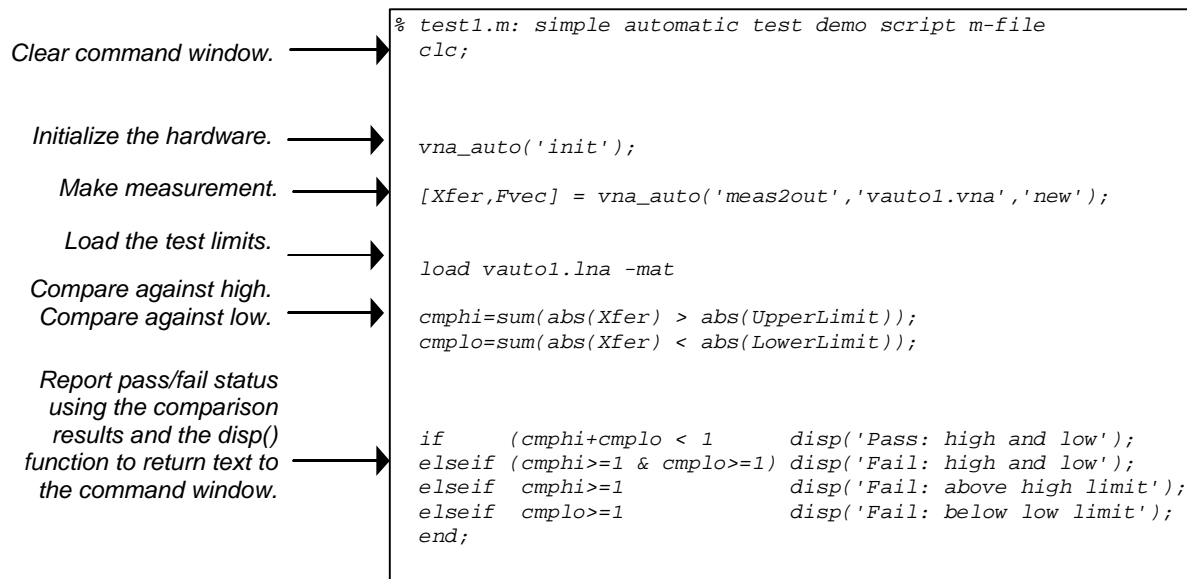 % test1.m: simple automatic test demo script m-file
Clear command window.
clc;
Initialize the hardware.
vna_auto('init');
Make measurement.
[Xfer,Fvec] = vna_auto('meas2out','vauto1.vna','new');
Load the test limits.
load vauto1.lna -mat
Compare against high.
Compare against low.
cmphi=sum(abs(Xfer) > abs(UpperLimit));
cmplo=sum(abs(Xfer) < abs(LowerLimit));
Report pass/fail status
using the comparison
results and the disp()
function to return text to
the command window.
if (cmphi+cmplo < 1 disp('Pass: high and low');
elseif (cmphi>=1 & cmplo>=1) disp('Fail: high and low');
elseif cmphi>=1 disp('Fail: above high limit');
elseif cmplo>=1 disp('Fail: below low limit');
end;